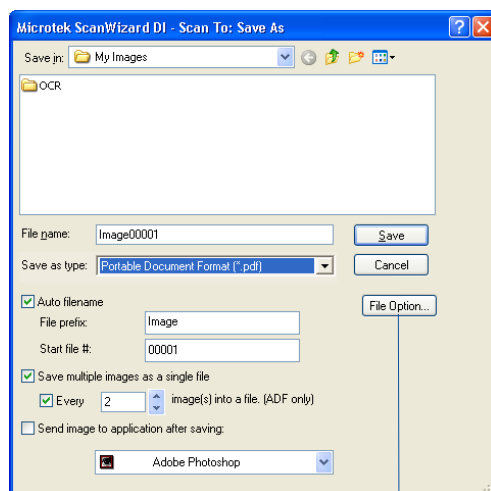 Microtek ScanWizard DI - Scan To: Save As
Save in: My Images
OCR
File name: Image00001 Save
Save as type: Portable Document Format (*.pdf) Cancel
Auto filename File Option...
File prefix: Image
Start file #: 00001
Save multiple images as a single file
Every 2 image(s) into a file. (ADF only)
Send image to application after saving:
Adobe Photoshop